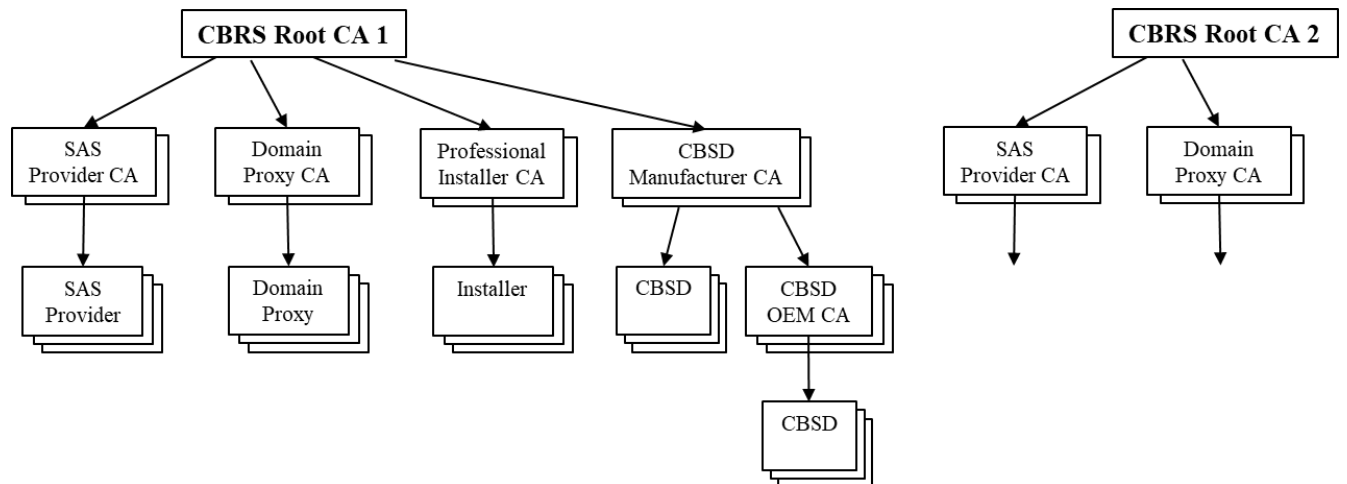 CBRS Root CA 1
CBRS Root CA 2
SAS
Provider CA
Domain
Proxy CA
Professional
Installer CA
CBSD
Manufacturer CA
SAS
Provider CA
Domain
Proxy CA
SAS
Provider
Domain
Proxy
Installer
CBSD
CBSD
OEM CA
CBSD